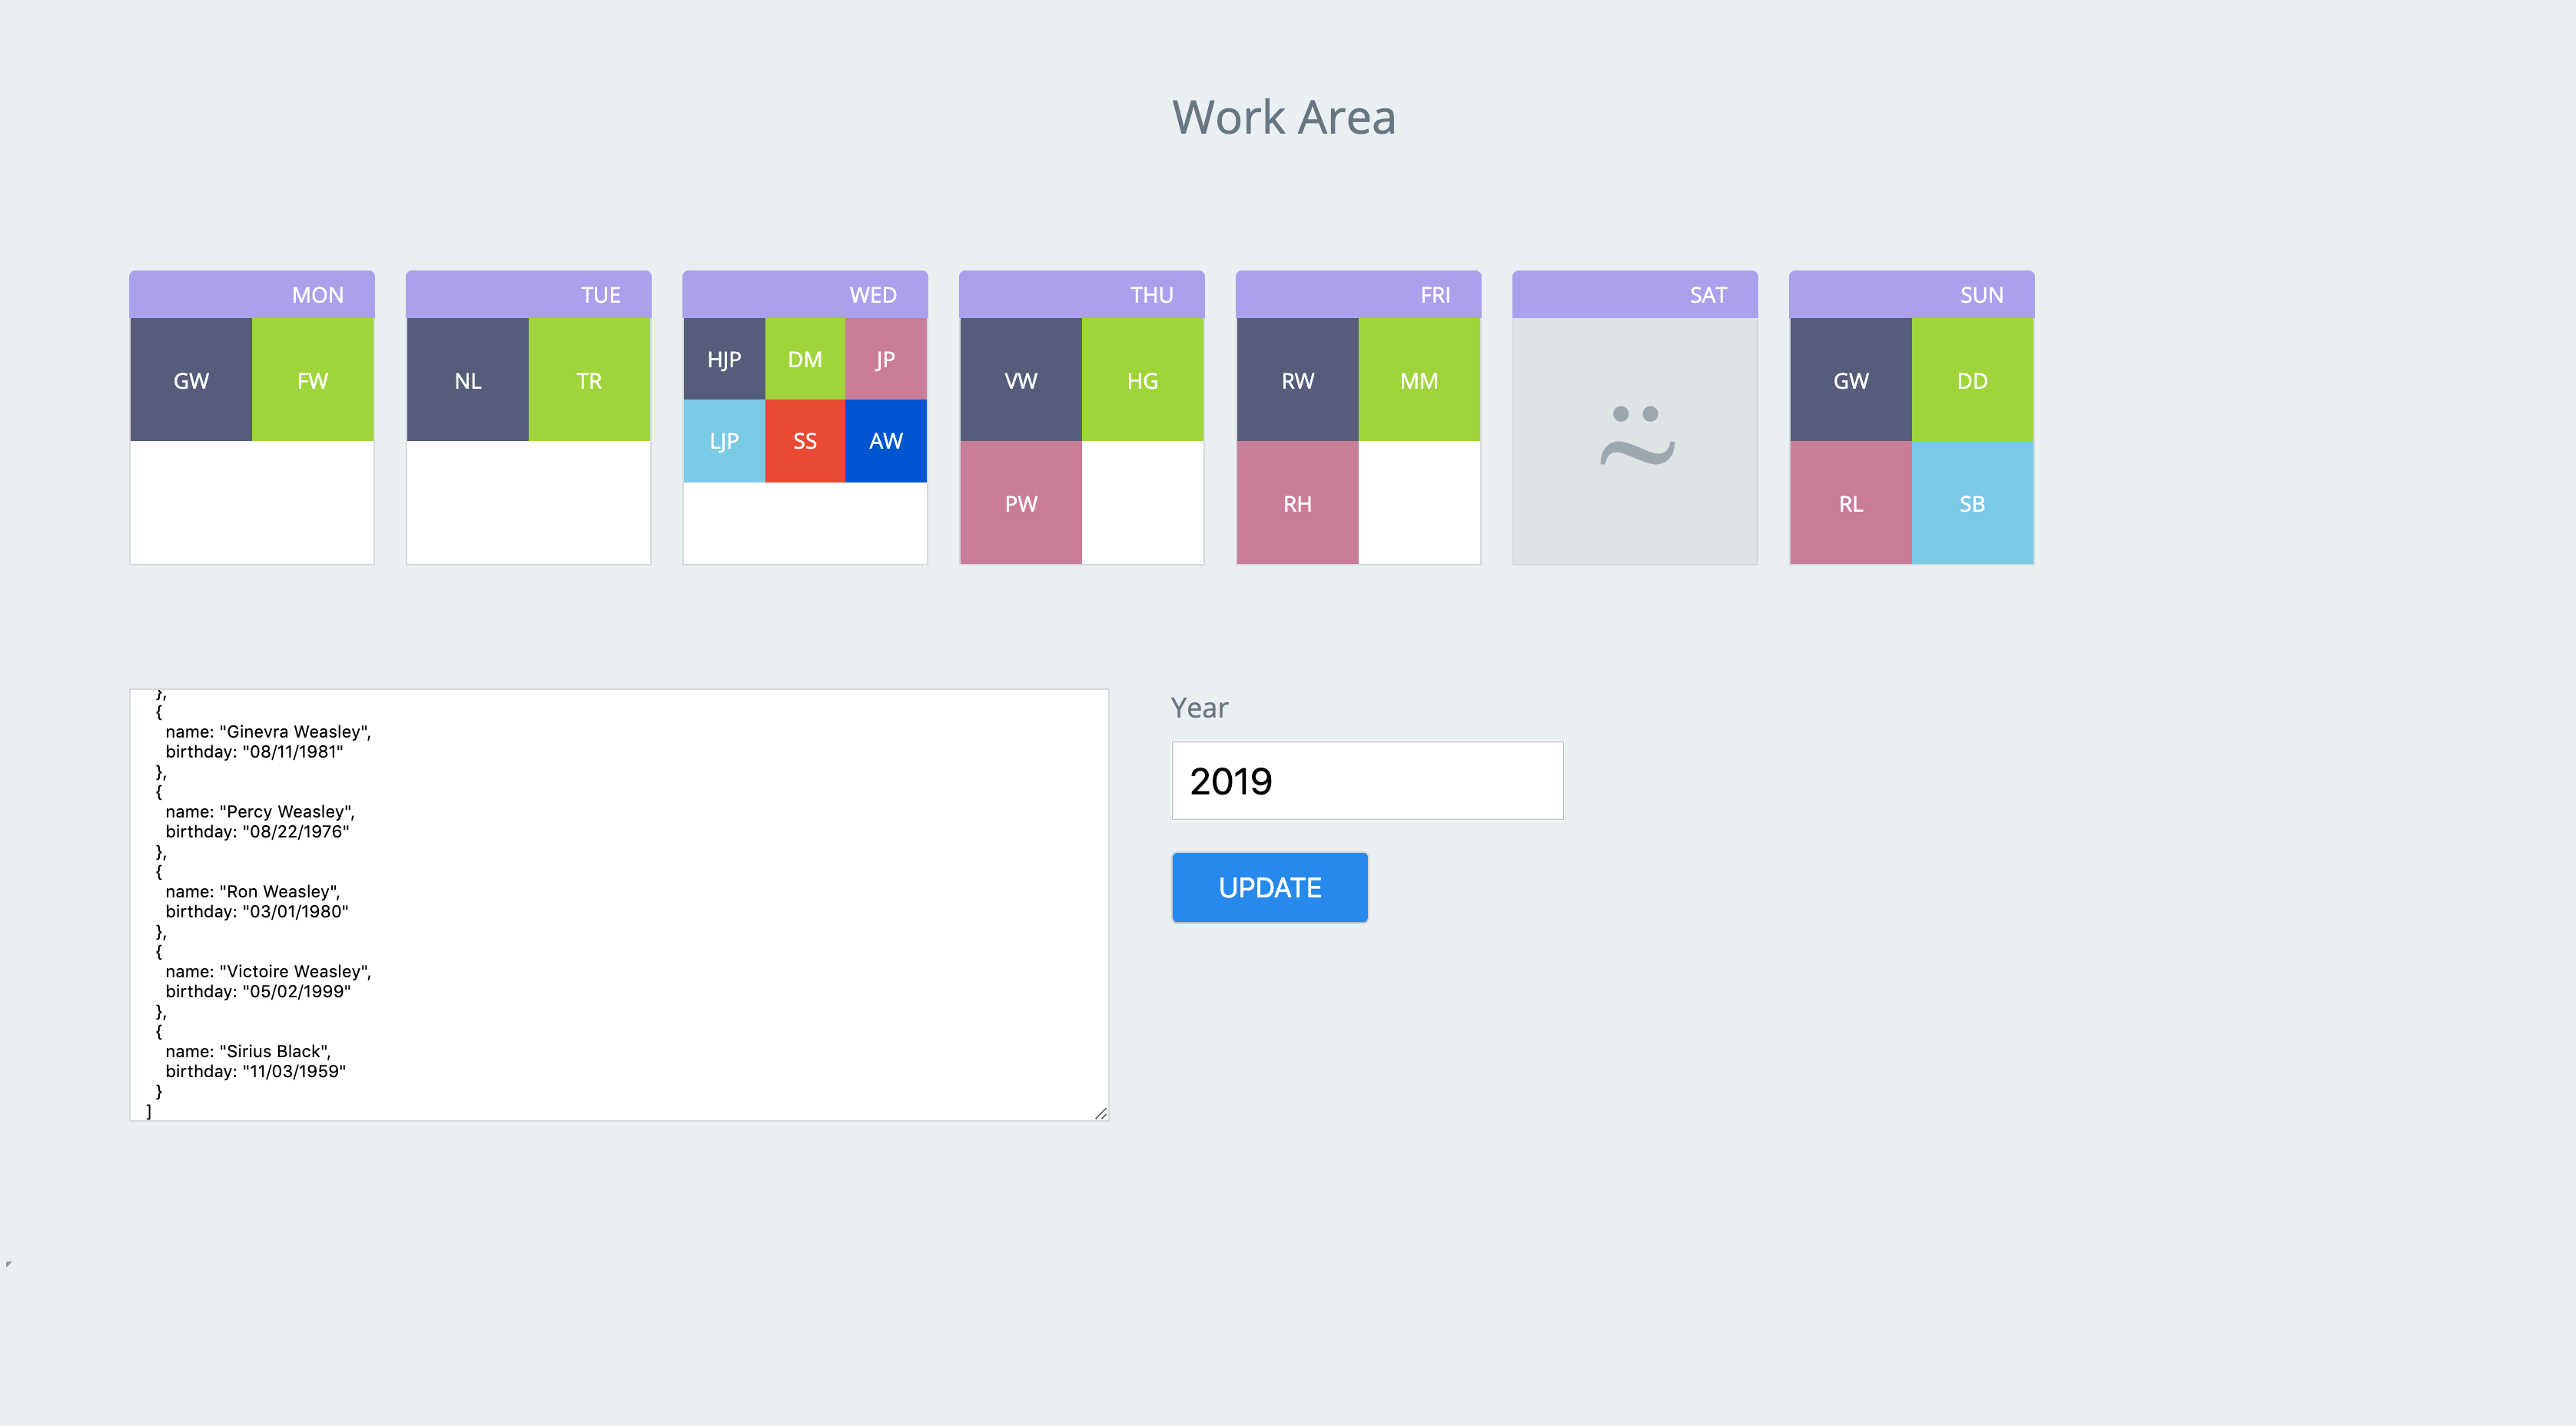 Work Area
MON TUE WED THU FRI SAT SUN
GW FW
NL TR
HJP DM JP
LJP SS AW
VW HG
PW
RW MM
RH
GW DD
RL SB
},
{
name: "Ginevra Weasley",
birthday: "08/11/1981"
},
{
name: "Percy Weasley",
birthday: "08/22/1976"
},
{
name: "Ron Weasley",
birthday: "03/01/1980"
},
{
name: "Victoire Weasley",
birthday: "05/02/1999"
},
{
name: "Sirius Black",
birthday: "11/03/1959"
}
]
Year
2019
UPDATE